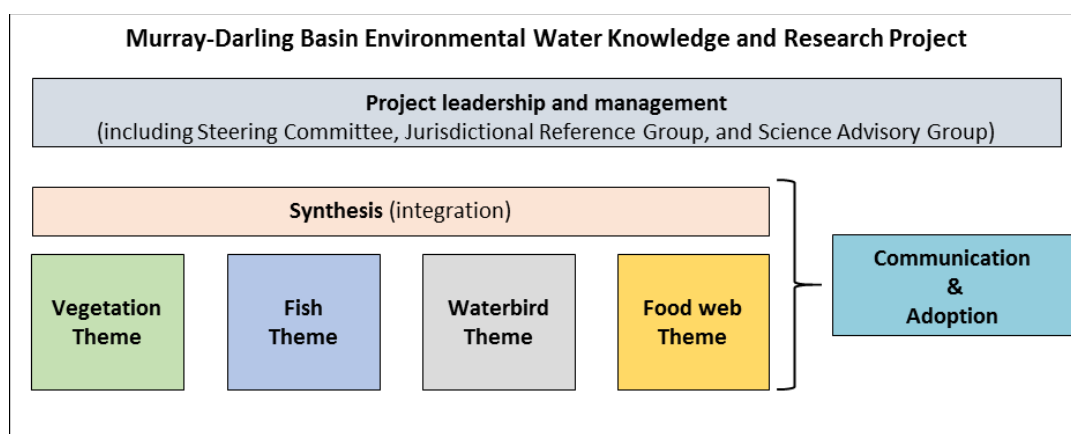 Murray-Darling Basin Environmental Water Knowledge and Research Project
Project leadership and management
(including Steering Committee, Jurisdictional Reference Group, and Science Advisory Group)
Synthesis (integration)
Vegetation
Theme
Fish
Theme
Waterbird
Theme
Food web
Theme
Communication
&
Adoption